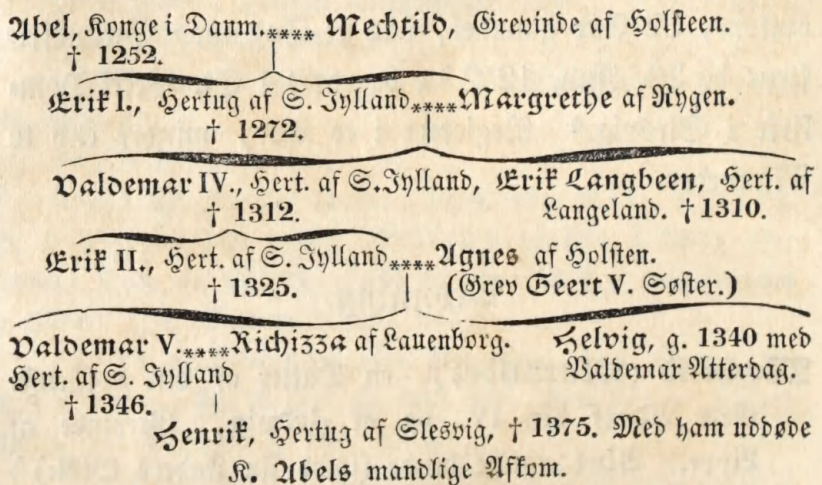 Abel, Konge i Danm.**** Mechtild, Grevinde af Holsteen.
† 1252.
Erik I., Hertug af S. Jylland****Margrethe af Rygen.
† 1272.
Valdemar IV., Hert. af S. Jylland, Erik Langbeen, Hert. af
† 1312. Langeland. † 1310.
Erik II., Hert. af S. Jylland****Agnes af Holsten.
† 1325. (Grev Geert V. Søster.)
Valdemar V.****Richizza af Lauenborg. Helvig, g. 1340 med
Hert. af S. Jylland Valdemar Atterdag.
† 1346.
Henrik, Hertug af Slesvig, † 1375. Med ham uddøde
K. Abels mandlige Afkom.